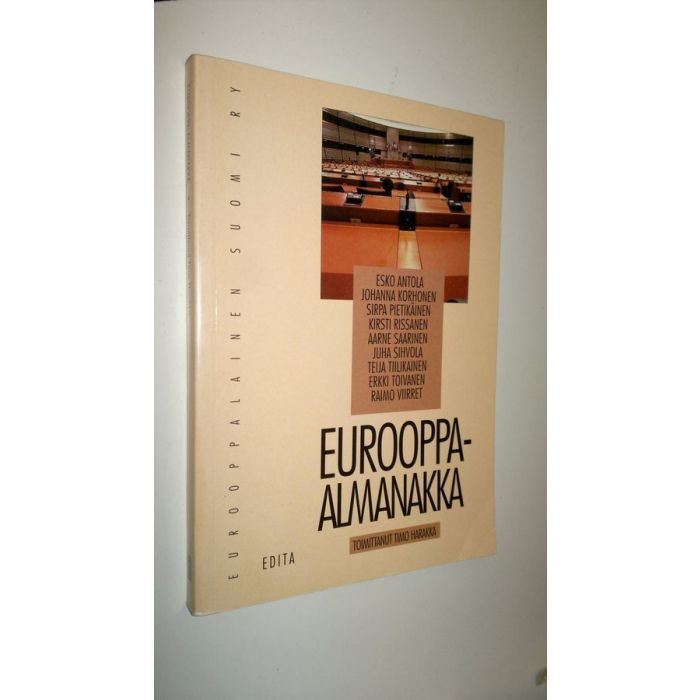 EUROOPPALAINEN SUOMI RY
ESKO ANTOLA
JOHANNA KORHONEN
SIRPA PIETIKÄINEN
KIRSTI RISSANEN
AARNE SAARINEN
JUHA SIHVOLA
TEIJA TIILIKAINEN
ERKKI TOIVANEN
RAIMO VIIRRET
EUROOPPA-
ALMANAKKA
TOIMITTANUT TIMO HARAKKA
EDITA